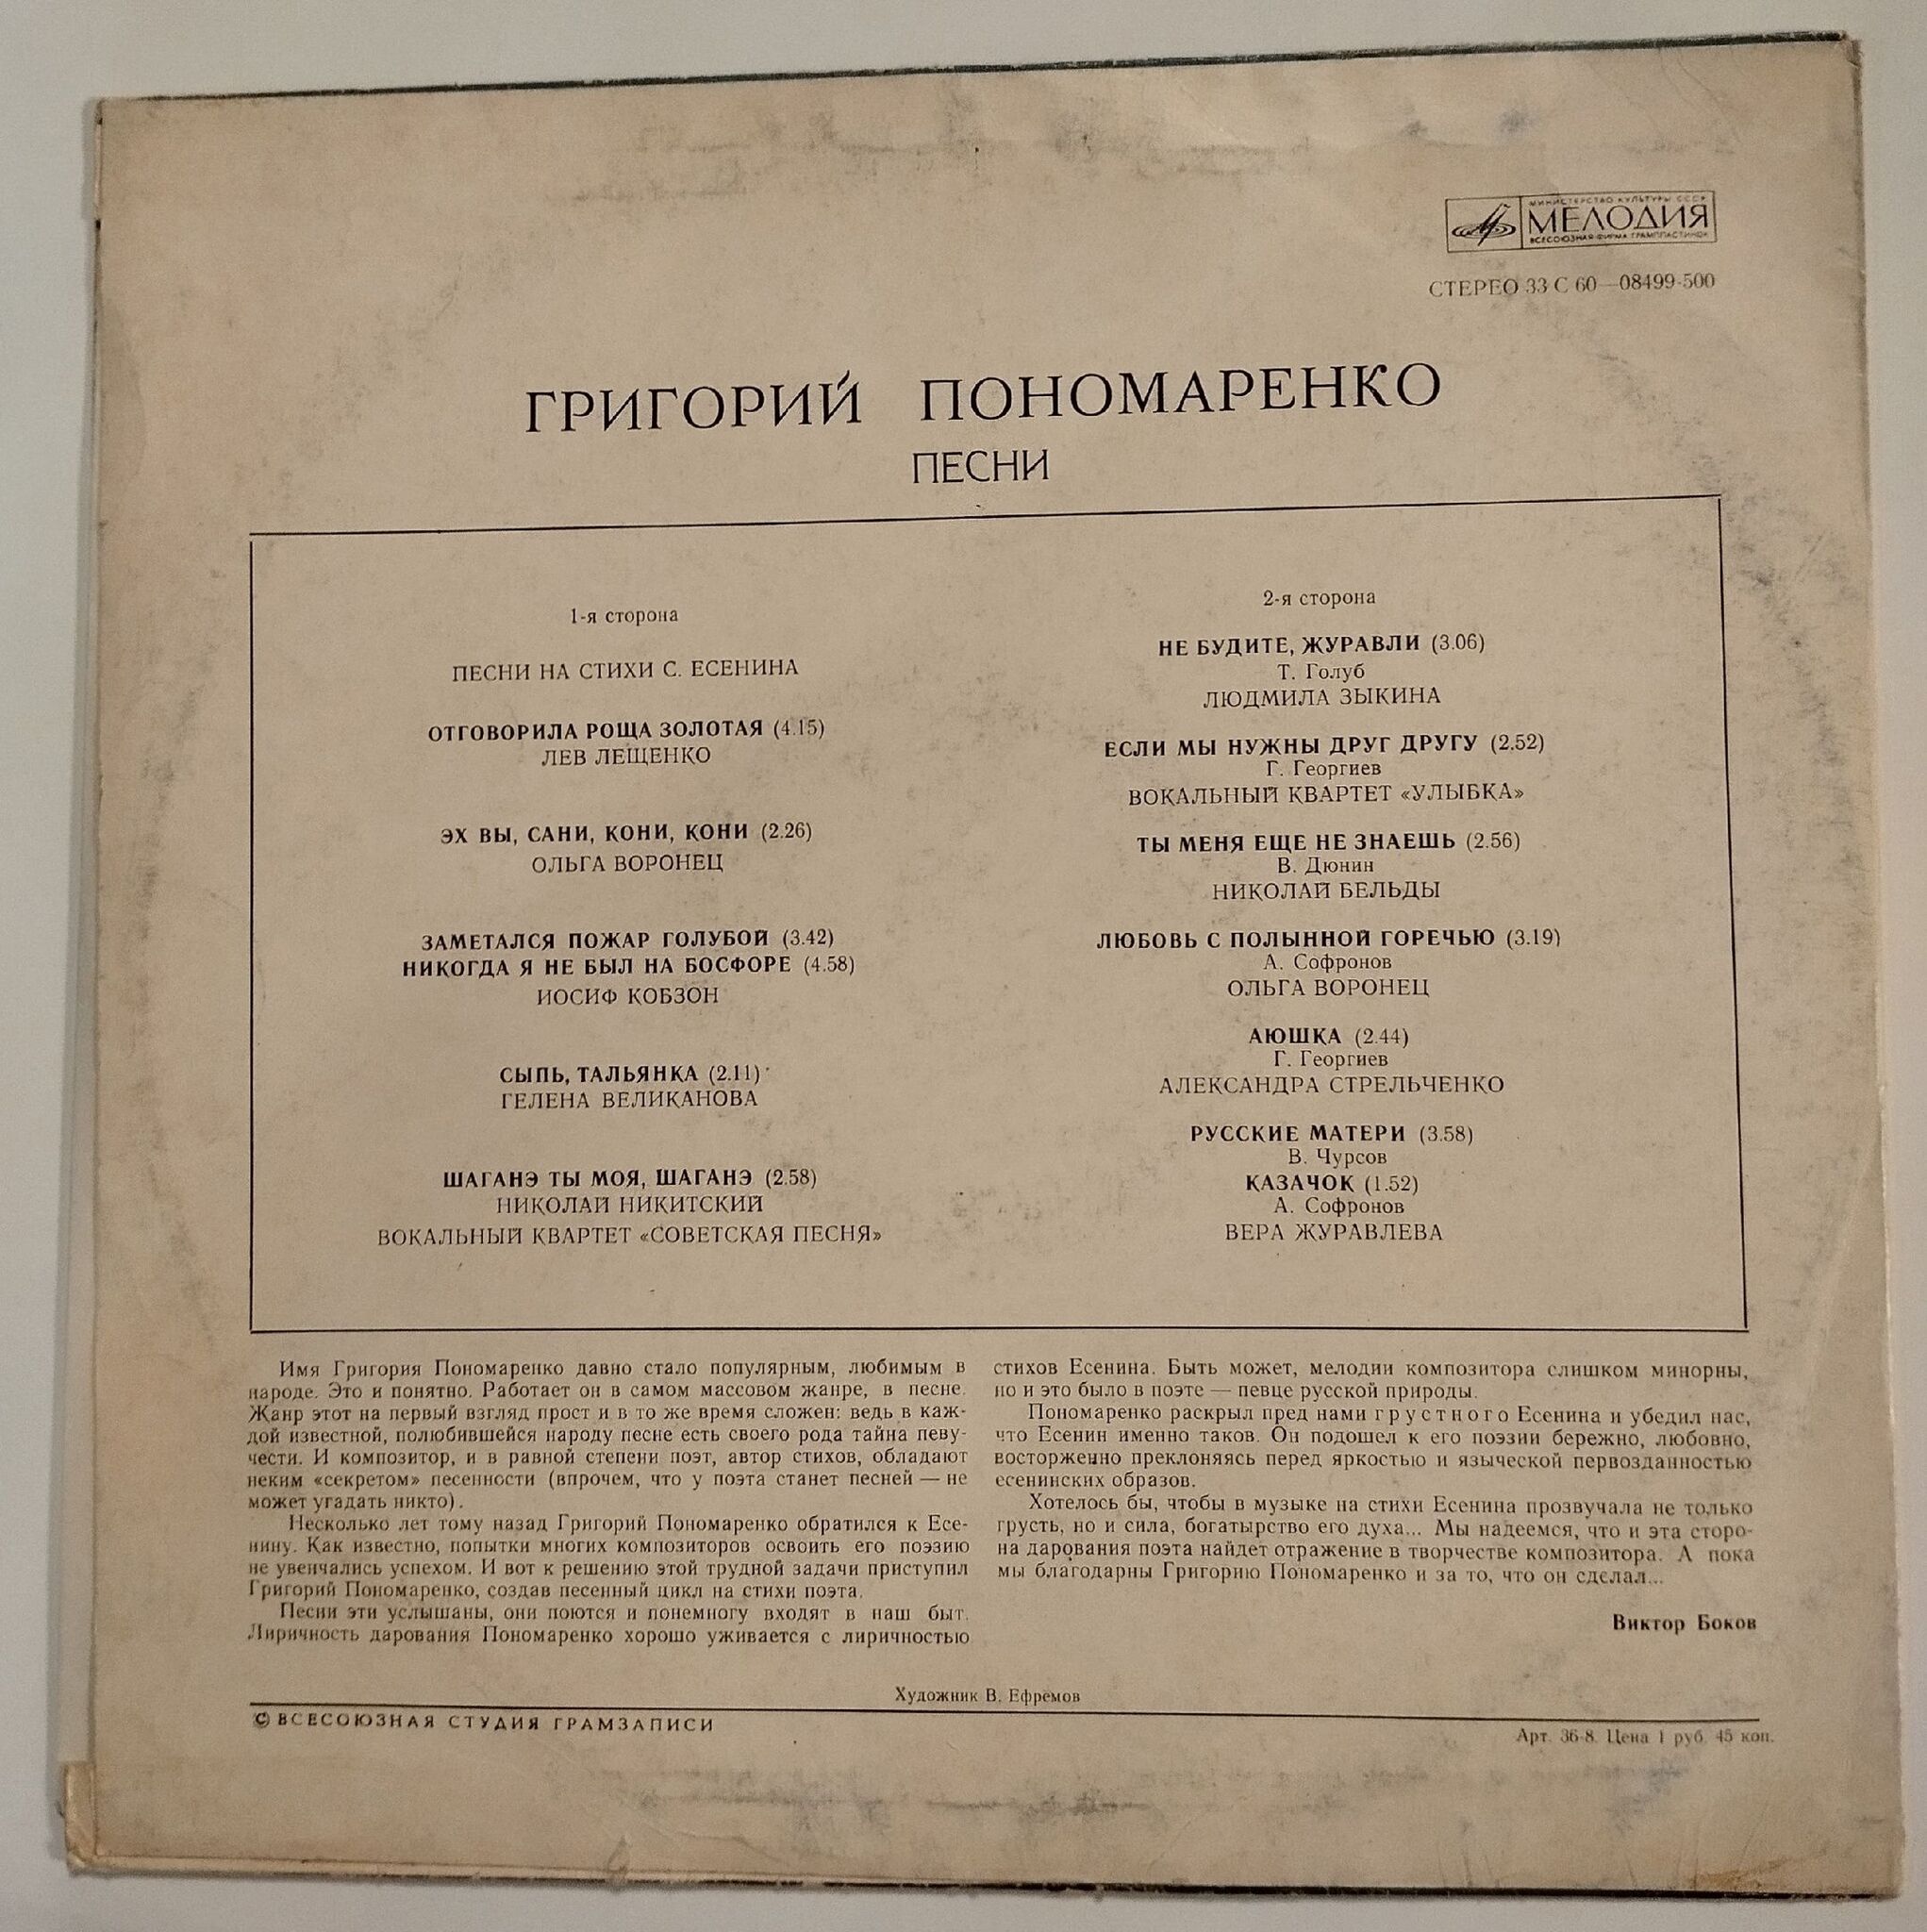 МИНИСТЕРСТВО КУЛЬТУРЫ СССР
МЕЛОДИЯ
ВСЕСОЮЗНАЯ ФИРМА ГРАМПЛАСТИНОК
СТЕРЕО 33 С 60—08499-500
ГРИГОРИЙ ПОНОМАРЕНКО
ПЕСНИ
1-я сторона
ПЕСНИ НА СТИХИ С. ЕСЕНИНА
ОТГОВОРИЛА РОЩА ЗОЛОТАЯ (4.15)
ЛЕВ ЛЕЩЕНКО
ЭХ ВЫ, САНИ, КОНИ, КОНИ (2.26)
ОЛЬГА ВОРОНЕЦ
ЗАМЕТАЛСЯ ПОЖАР ГОЛУБОЙ (3.42)
НИКОГДА Я НЕ БЫЛ НА БОСФОРЕ (4.58)
ИОСИФ КОБЗОН
СЫПЬ, ТАЛЬЯНКА (2.11)
ГЕЛЕНА ВЕЛИКАНОВА
ШАГАНЭ ТЫ МОЯ, ШАГАНЭ (2.58)
НИКОЛАЙ НИКИТСКИЙ
ВОКАЛЬНЫЙ КВАРТЕТ «СОВЕТСКАЯ ПЕСНЯ»
2-я сторона
НЕ БУДИТЕ, ЖУРАВЛИ (3.06)
Т. Голуб
ЛЮДМИЛА ЗЫКИНА
ЕСЛИ МЫ НУЖНЫ ДРУГ ДРУГУ (2.52)
Г. Георгиев
ВОКАЛЬНЫЙ КВАРТЕТ «УЛЫБКА»
ТЫ МЕНЯ ЕЩЕ НЕ ЗНАЕШЬ (2.56)
В. Дюнин
НИКОЛАЙ БЕЛЬДЫ
ЛЮБОВЬ С ПОЛЫННОЙ ГОРЕЧЬЮ (3.19)
А. Софронов
ОЛЬГА ВОРОНЕЦ
АЮШКА (2.44)
Г. Георгиев
АЛЕКСАНДРА СТРЕЛЬЧЕНКО
РУССКИЕ МАТЕРИ (3.58)
В. Чурсов
КАЗАЧОК (1.52)
А. Софронов
ВЕРА ЖУРАВЛЕВА
Имя Григория Пономаренко давно стало популярным, любимым в
народе. Это и понятно. Работает он в самом массовом жанре, в песне.
Жанр этот на первый взгляд прост и в то же время сложен: ведь в каж-
дой известной, полюбившейся народу песне есть своего рода тайна певу-
чести. И композитор, и в равной степени поэт, автор стихов, обладают
неким «секретом» песенности (впрочем, что у поэта станет песней — не
может угадать никто).
Несколько лет тому назад Григорий Пономаренко обратился к Есе-
нину. Как известно, попытки многих композиторов освоить его поэзию
не увенчались успехом. И вот к решению этой трудной задачи приступил
Григорий Пономаренко, создав песенный цикл на стихи поэта.
Песни эти услышаны, они поются и понемногу входят в наш быт.
Лиричность дарования Пономаренко хорошо уживается с лиричностью
стихов Есенина. Быть может, мелодии композитора слишком минорны,
но и это было в поэте — певце русской природы.
Пономаренко раскрыл пред нами грустного Есенина и убедил нас,
что Есенин именно таков. Он подошел к его поэзии бережно, любовно,
восторженно преклоняясь перед яркостью и языческой первозданностью
есенинских образов.
Хотелось бы, чтобы в музыке на стихи Есенина прозвучала не только
грусть, но и сила, богатырство его духа... Мы надеемся, что и эта сторо-
на дарования поэта найдет отражение в творчестве композитора. А пока
мы благодарны Григорию Пономаренко и за то, что он сделал...
Виктор Боков
Художник В. Ефремов
© ВСЕСОЮЗНАЯ СТУДИЯ ГРАМЗАПИСИ
Арт. 36-8. Цена 1 руб. 45 коп.